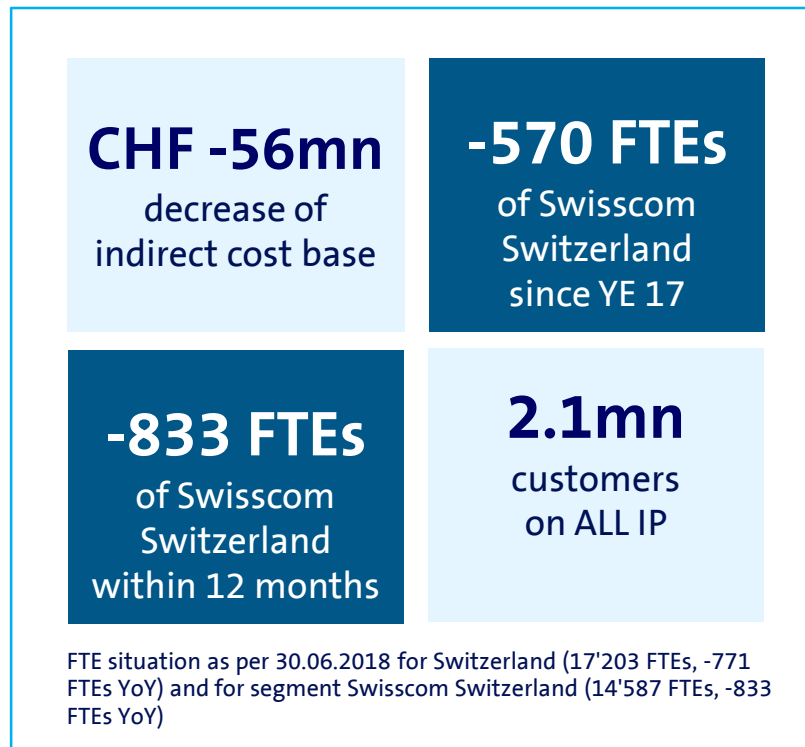 CHF -56mn
decrease of
indirect cost base
-570 FTEs
of Swisscom
Switzerland
since YE 17
-833 FTEs
of Swisscom
Switzerland
within 12 months
2.1mn
customers
on ALL IP
FTE situation as per 30.06.2018 for Switzerland (17'203 FTEs, -771
FTEs YoY) and for segment Swisscom Switzerland (14'587 FTEs, -833
FTEs YoY)